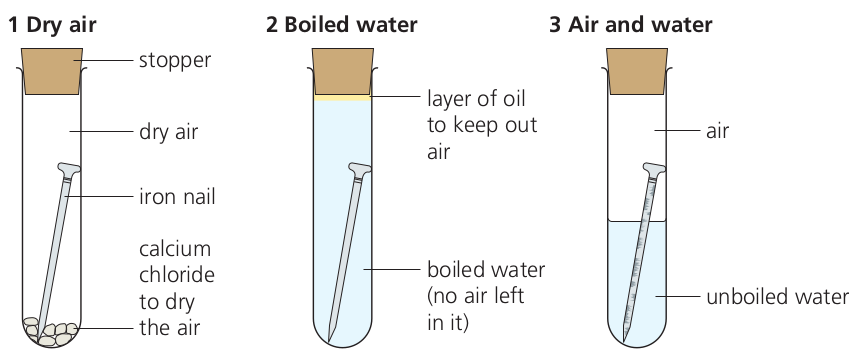 1 Dry air
stopper
dry air
iron nail
calcium
chloride
to dry
the air
2 Boiled water
layer of oil
to keep out
air
boiled water
(no air left
in it)
3 Air and water
air
unboiled water